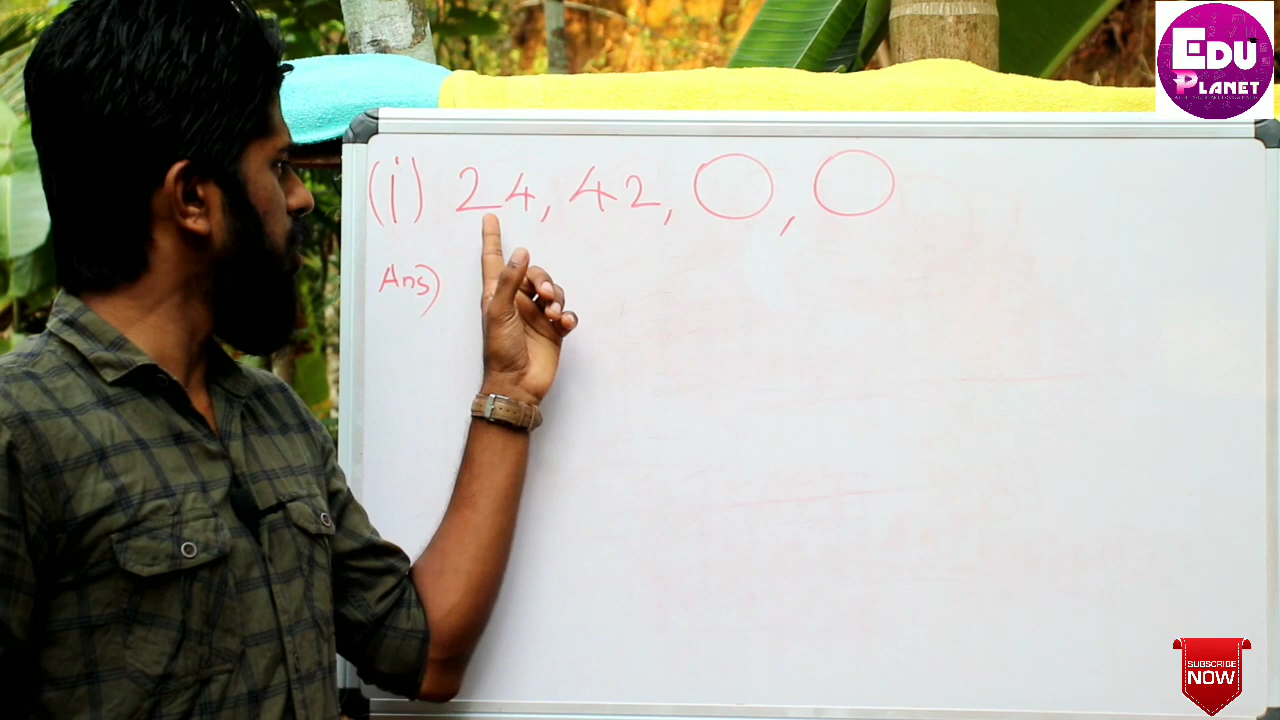 EDU
PLANET
(i) 24, 42, ◯, ◯
Ans)
SUBSCRIBE
NOW